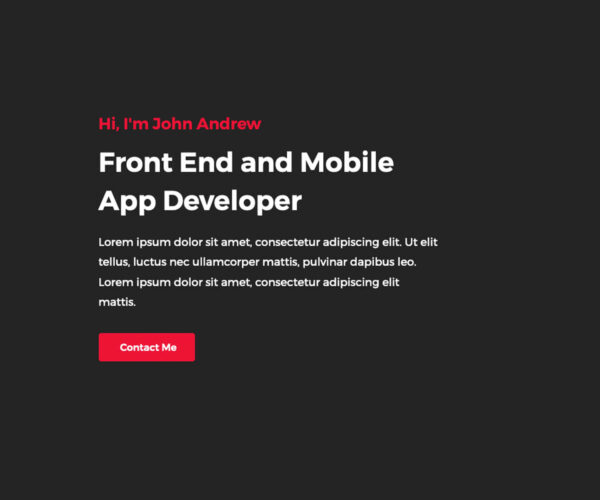 Hi, I'm John Andrew
Front End and Mobile
App Developer
Lorem ipsum dolor sit amet, consectetur adipiscing elit. Ut elit
tellus, luctus nec ullamcorper mattis, pulvinar dapibus leo.
Lorem ipsum dolor sit amet, consectetur adipiscing elit
mattis.
Contact Me